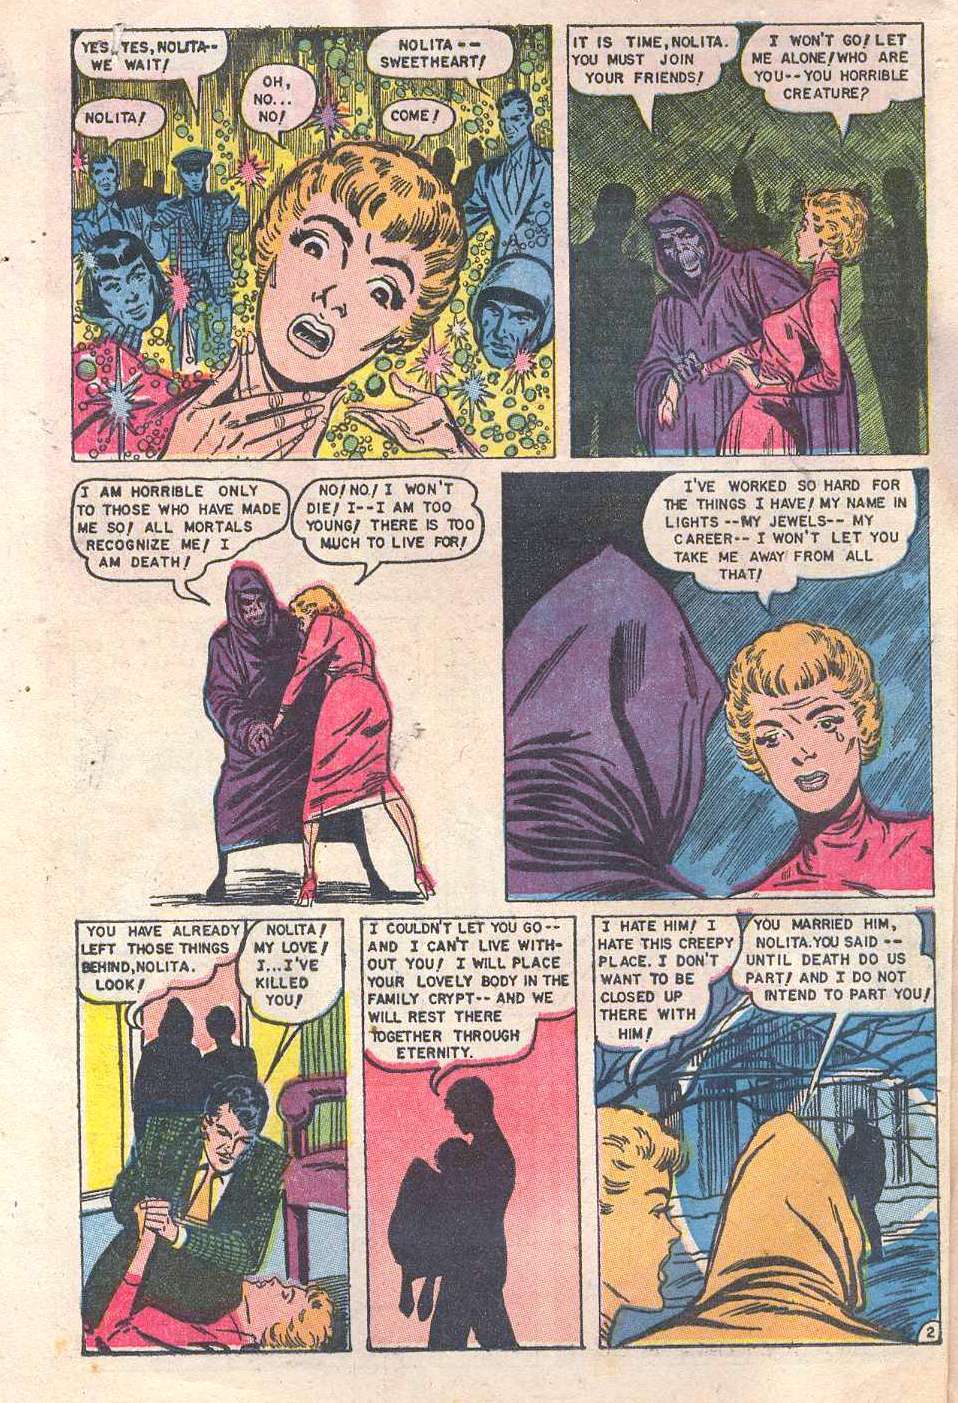 YES, YES, NOLITA--
WE WAIT!
NOLITA!
OH,
NO...
NO!
NOLITA --
SWEETHEART!
COME!
IT IS TIME, NOLITA.
YOU MUST JOIN
YOUR FRIENDS!
I WON'T GO! LET
ME ALONE! WHO ARE
YOU--YOU HORRIBLE
CREATURE?
I AM HORRIBLE ONLY
TO THOSE WHO HAVE MADE
ME SO! ALL MORTALS
RECOGNIZE ME! I
AM DEATH!
NO! NO! I WON'T
DIE! I--I AM TOO
YOUNG! THERE IS TOO
MUCH TO LIVE FOR!
I'VE WORKED SO HARD FOR
THE THINGS I HAVE! MY NAME IN
LIGHTS --MY JEWELS-- MY
CAREER-- I WON'T LET YOU
TAKE ME AWAY FROM ALL
THAT!
YOU HAVE ALREADY
LEFT THOSE THINGS
BEHIND, NOLITA.
LOOK!
NOLITA!
MY LOVE!
I...I'VE
KILLED
YOU!
I COULDN'T LET YOU GO--
AND I CAN'T LIVE WITH-
OUT YOU! I WILL PLACE
YOUR LOVELY BODY IN THE
FAMILY CRYPT-- AND WE
WILL REST THERE
TOGETHER THROUGH
ETERNITY.
I HATE HIM! I
HATE THIS CREEPY
PLACE. I DON'T
WANT TO BE
CLOSED UP
THERE WITH
HIM!
YOU MARRIED HIM,
NOLITA. YOU SAID --
UNTIL DEATH DO US
PART! AND I DO NOT
INTEND TO PART YOU!
2